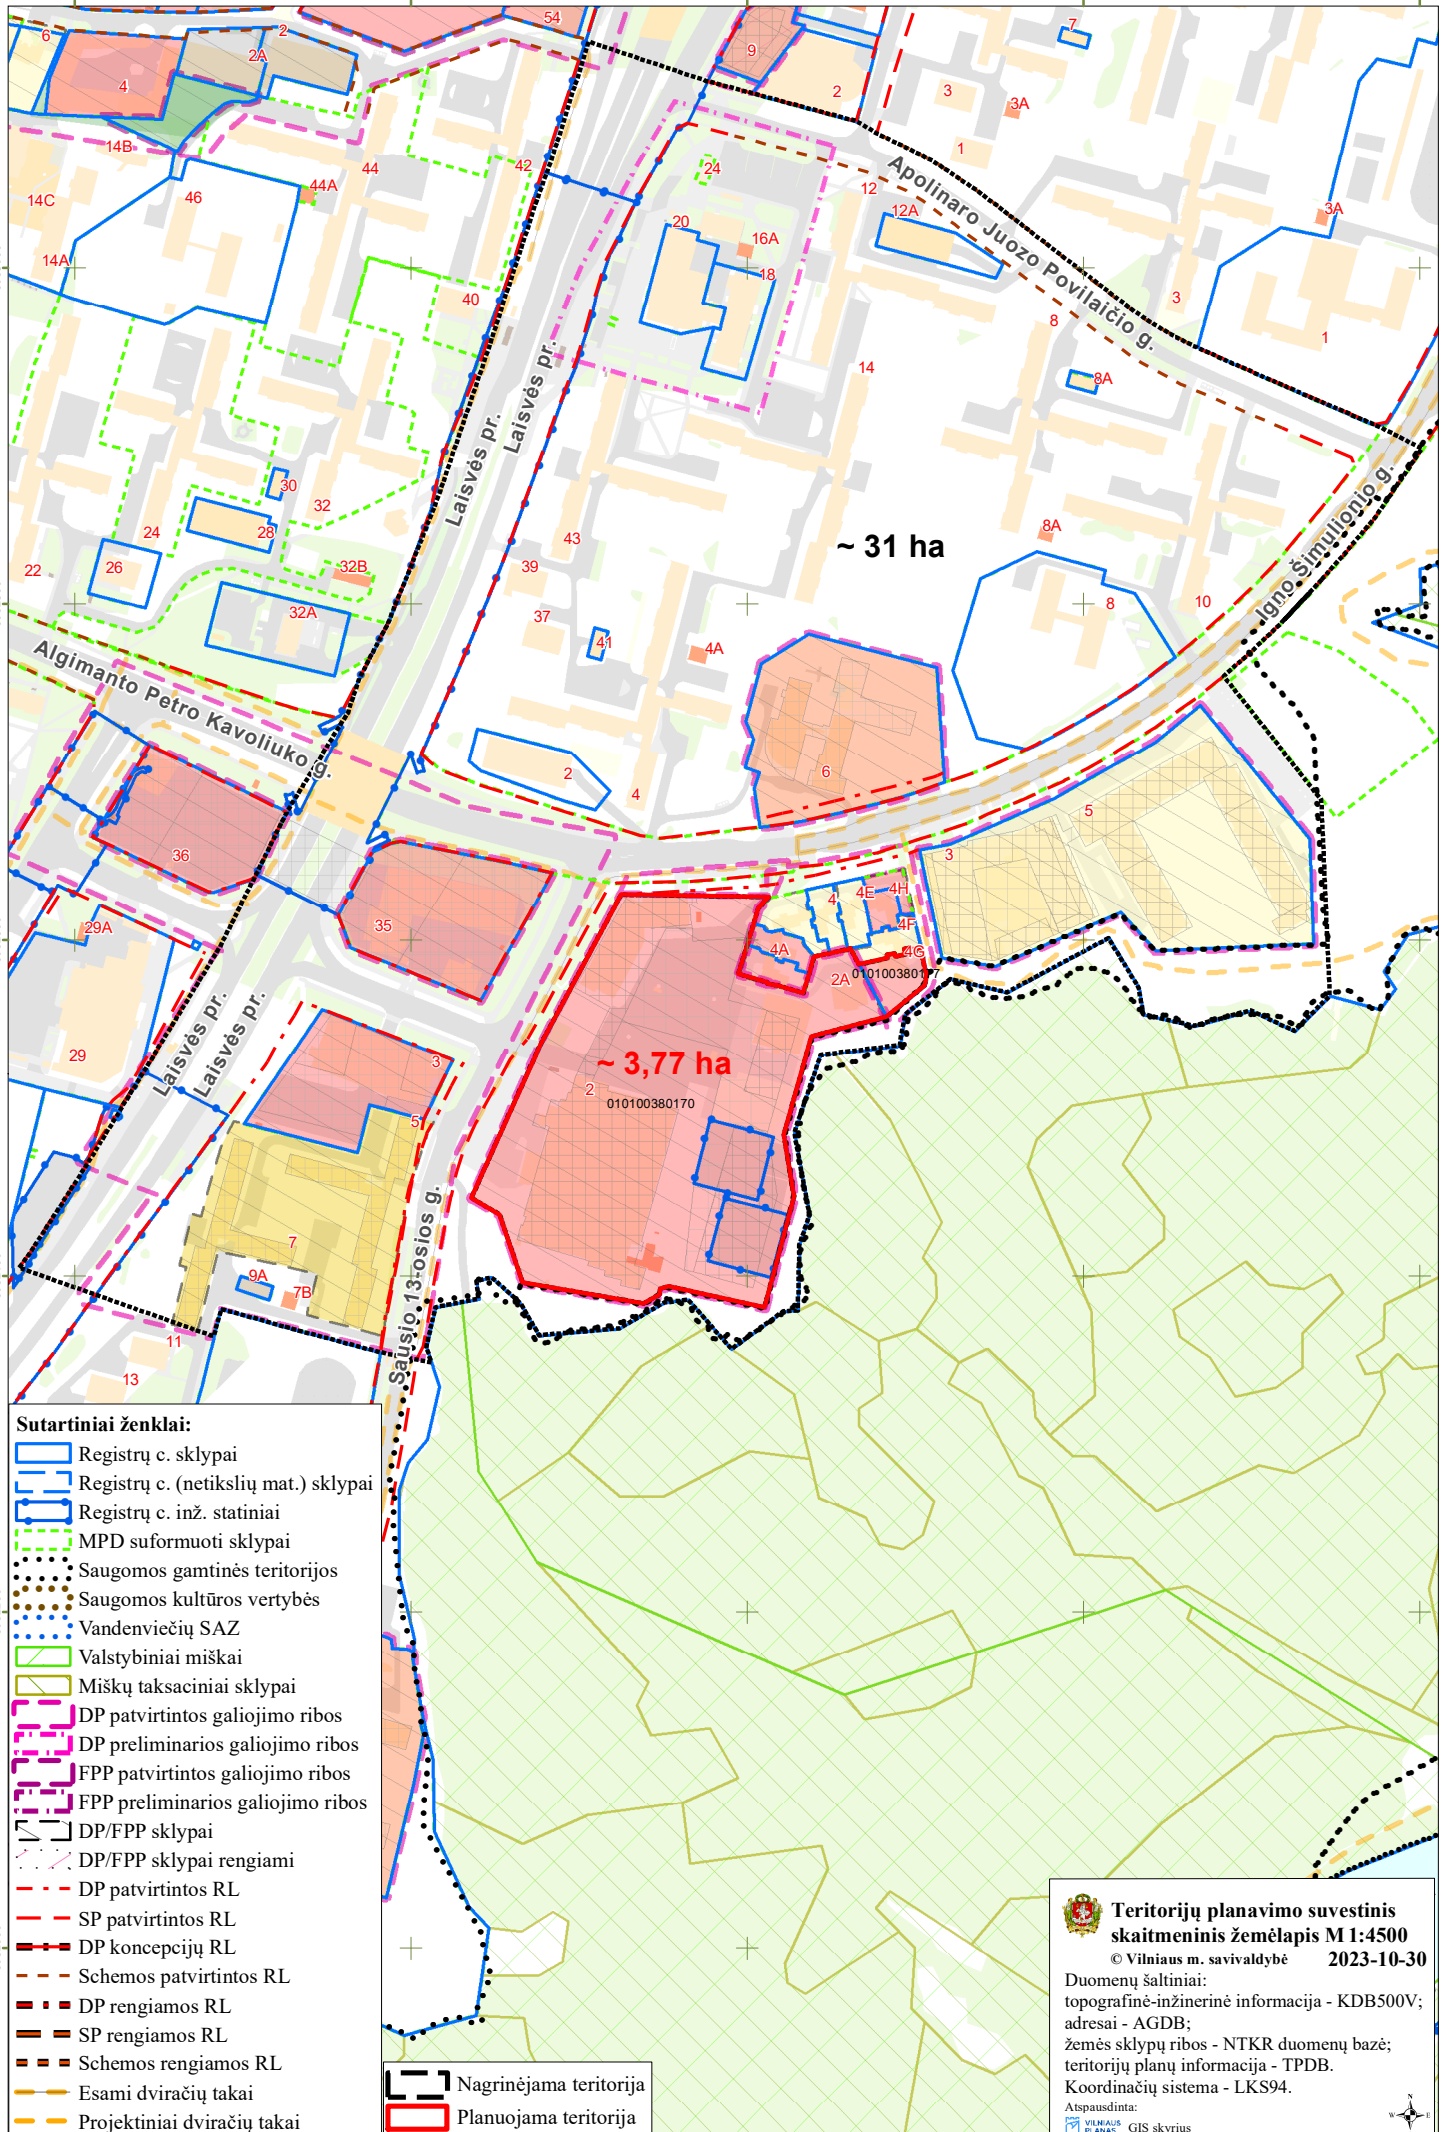 54
9
7
6
2
2A
4
2
3
3A
14B
44
42
1
24
12
Apolinaro Juozo Povilaičio g.
14C
46
44A
20
12A
3A
16A
14A
18
40
3
8
1
Laisvės pr.
Laisvės pr.
14
8A
30
32
24
28
43
8A
~ 31 ha
22
26
32B
39
Igno Šimulionio g.
32A
37
8
10
41
4A
Algimanto Petro Kavoliuko g.
2
6
4
5
36
3
4E
4H
4
29A
35
4F
4A
4G
2A
010100380177
Laisvės pr.
Laisvės pr.
29
3
~ 3,77 ha
2
010100380170
5
Sausio 13-osios g.
7
9A
7B
11
13
Sutartiniai ženklai:
Registrų c. sklypai
Registrų c. (netikslių mat.) sklypai
Registrų c. inž. statiniai
MPD suformuoti sklypai
Saugomos gamtinės teritorijos
Saugomos kultūros vertybės
Vandenviečių SAZ
Valstybiniai miškai
Miškų taksaciniai sklypai
DP patvirtintos galiojimo ribos
DP preliminarios galiojimo ribos
FPP patvirtintos galiojimo ribos
FPP preliminarios galiojimo ribos
DP/FPP sklypai
DP/FPP sklypai rengiami
DP patvirtintos RL
SP patvirtintos RL
DP koncepcijų RL
Schemos patvirtintos RL
DP rengiamos RL
SP rengiamos RL
Schemos rengiamos RL
Esami dviračių takai
Projektiniai dviračių takai
Nagrinėjama teritorija
Planuojama teritorija
Teritorijų planavimo suvestinis
skaitmeninis žemėlapis M 1:4500
© Vilniaus m. savivaldybė 2023-10-30
Duomenų šaltiniai:
topografinė-inžinerinė informacija - KDB500V;
adresai - AGDB;
žemės sklypų ribos - NTKR duomenų bazė;
teritorijų planų informacija - TPDB.
Koordinačių sistema - LKS94.
Atspausdinta:
VILNIAUS
PLANAS GIS skyrius
N
W E